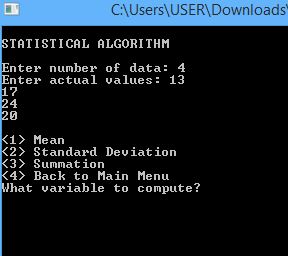 C:\Users\USER\Downloads\
STATISTICAL ALGORITHM
Enter number of data: 4
Enter actual values: 13
17
24
20
<1> Mean
<2> Standard Deviation
<3> Summation
<4> Back to Main Menu
What variable to compute?